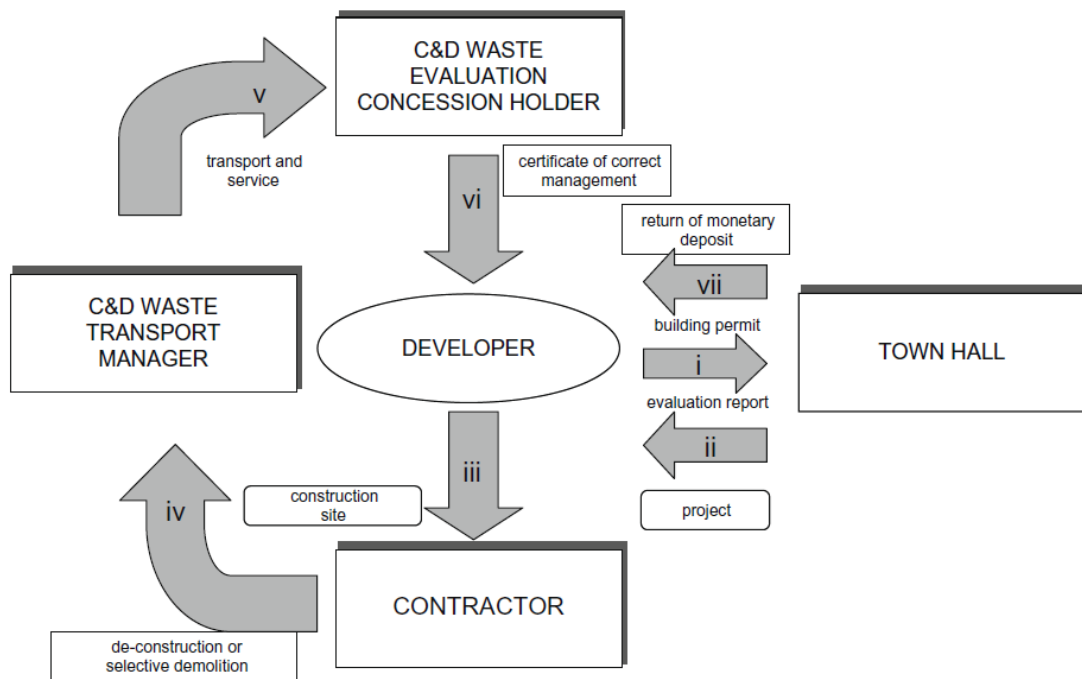 C&D WASTE
EVALUATION
CONCESSION HOLDER
v
transport and
service
certificate of correct
management
vi
return of monetary
deposit
vii
C&D WASTE
TRANSPORT
MANAGER
DEVELOPER
building permit
i
TOWN HALL
evaluation report
ii
iii
construction
site
project
iv
CONTRACTOR
de-construction or
selective demolition